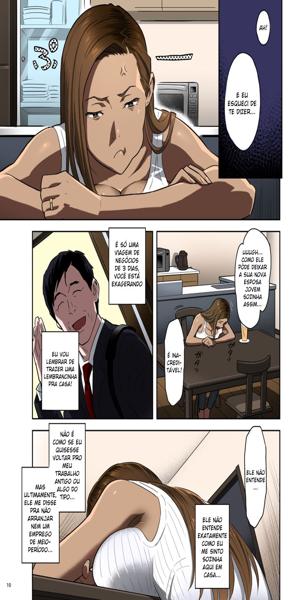 AH!
E EU
ESQUECI DE
TE DIZER...
É SÓ UMA
VIAGEM DE
NEGÓCIOS
DE 3 DIAS,
VOCÊ ESTÁ
EXAGERANDO
UUUGH...
COMO ELE
PÔDE DEIXAR
A SUA NOVA
ESPOSA
JOVEM
SOZINHA
ASSIM...
É INA-
CREDI-
TÁVEL!
EU VOU
LEMBRAR DE
TRAZER UMA
LEMBRANCINHA
PRA CASA!
NÃO É
COMO SE EU
QUISESSE
VOLTAR PRO
MEU TRABALHO
ANTIGO OU
ALGO DO
TIPO...
MAS
ULTIMAMENTE,
ELE ME DISSE
PRA NÃO
ARRANJAR
NEM UM
EMPREGO DE
MEIO-
PERÍODO...
ELE NÃO
ENTENDE...
ELE NÃO
ENTENDE
EXATAMENTE
COMO EU
ME SINTO
SOZINHA
AQUI EM
CASA...
10